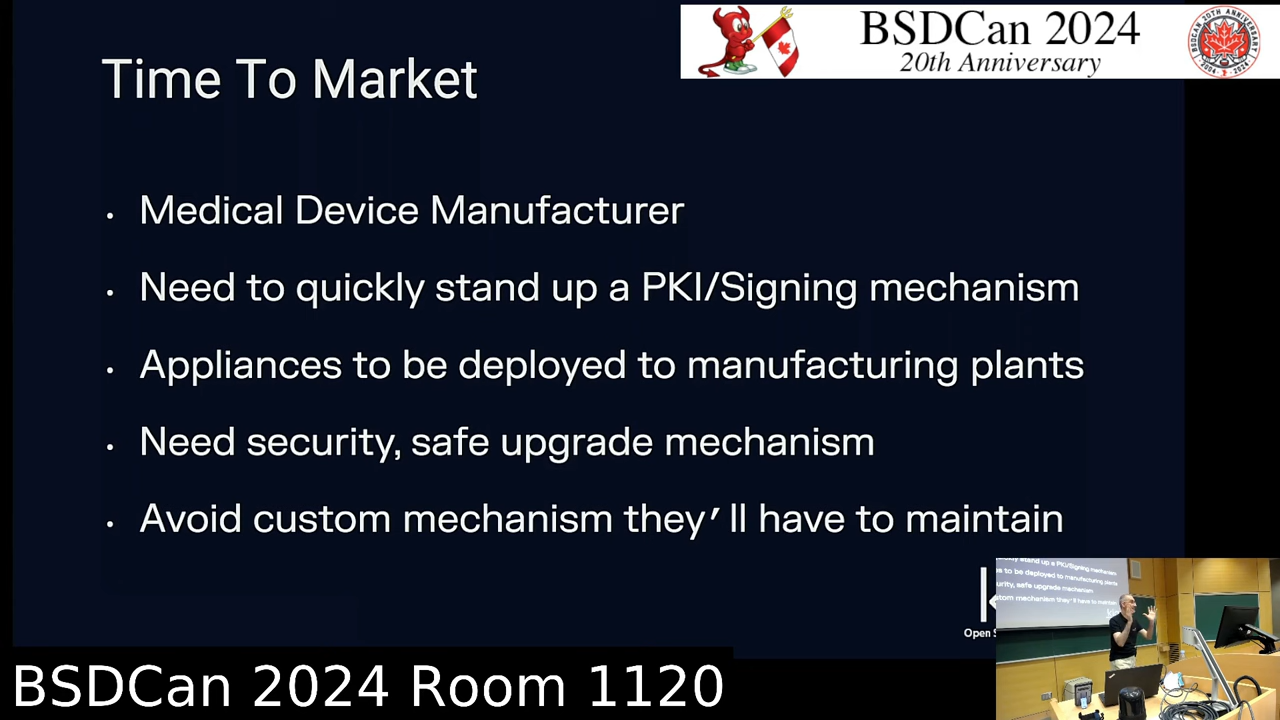 BSDCan 2024
20th Anniversary
Time To Market
• Medical Device Manufacturer
• Need to quickly stand up a PKI/Signing mechanism
• Appliances to be deployed to manufacturing plants
• Need security, safe upgrade mechanism
• Avoid custom mechanism they’ll have to maintain
Open S
BSDCan 2024 Room 1120